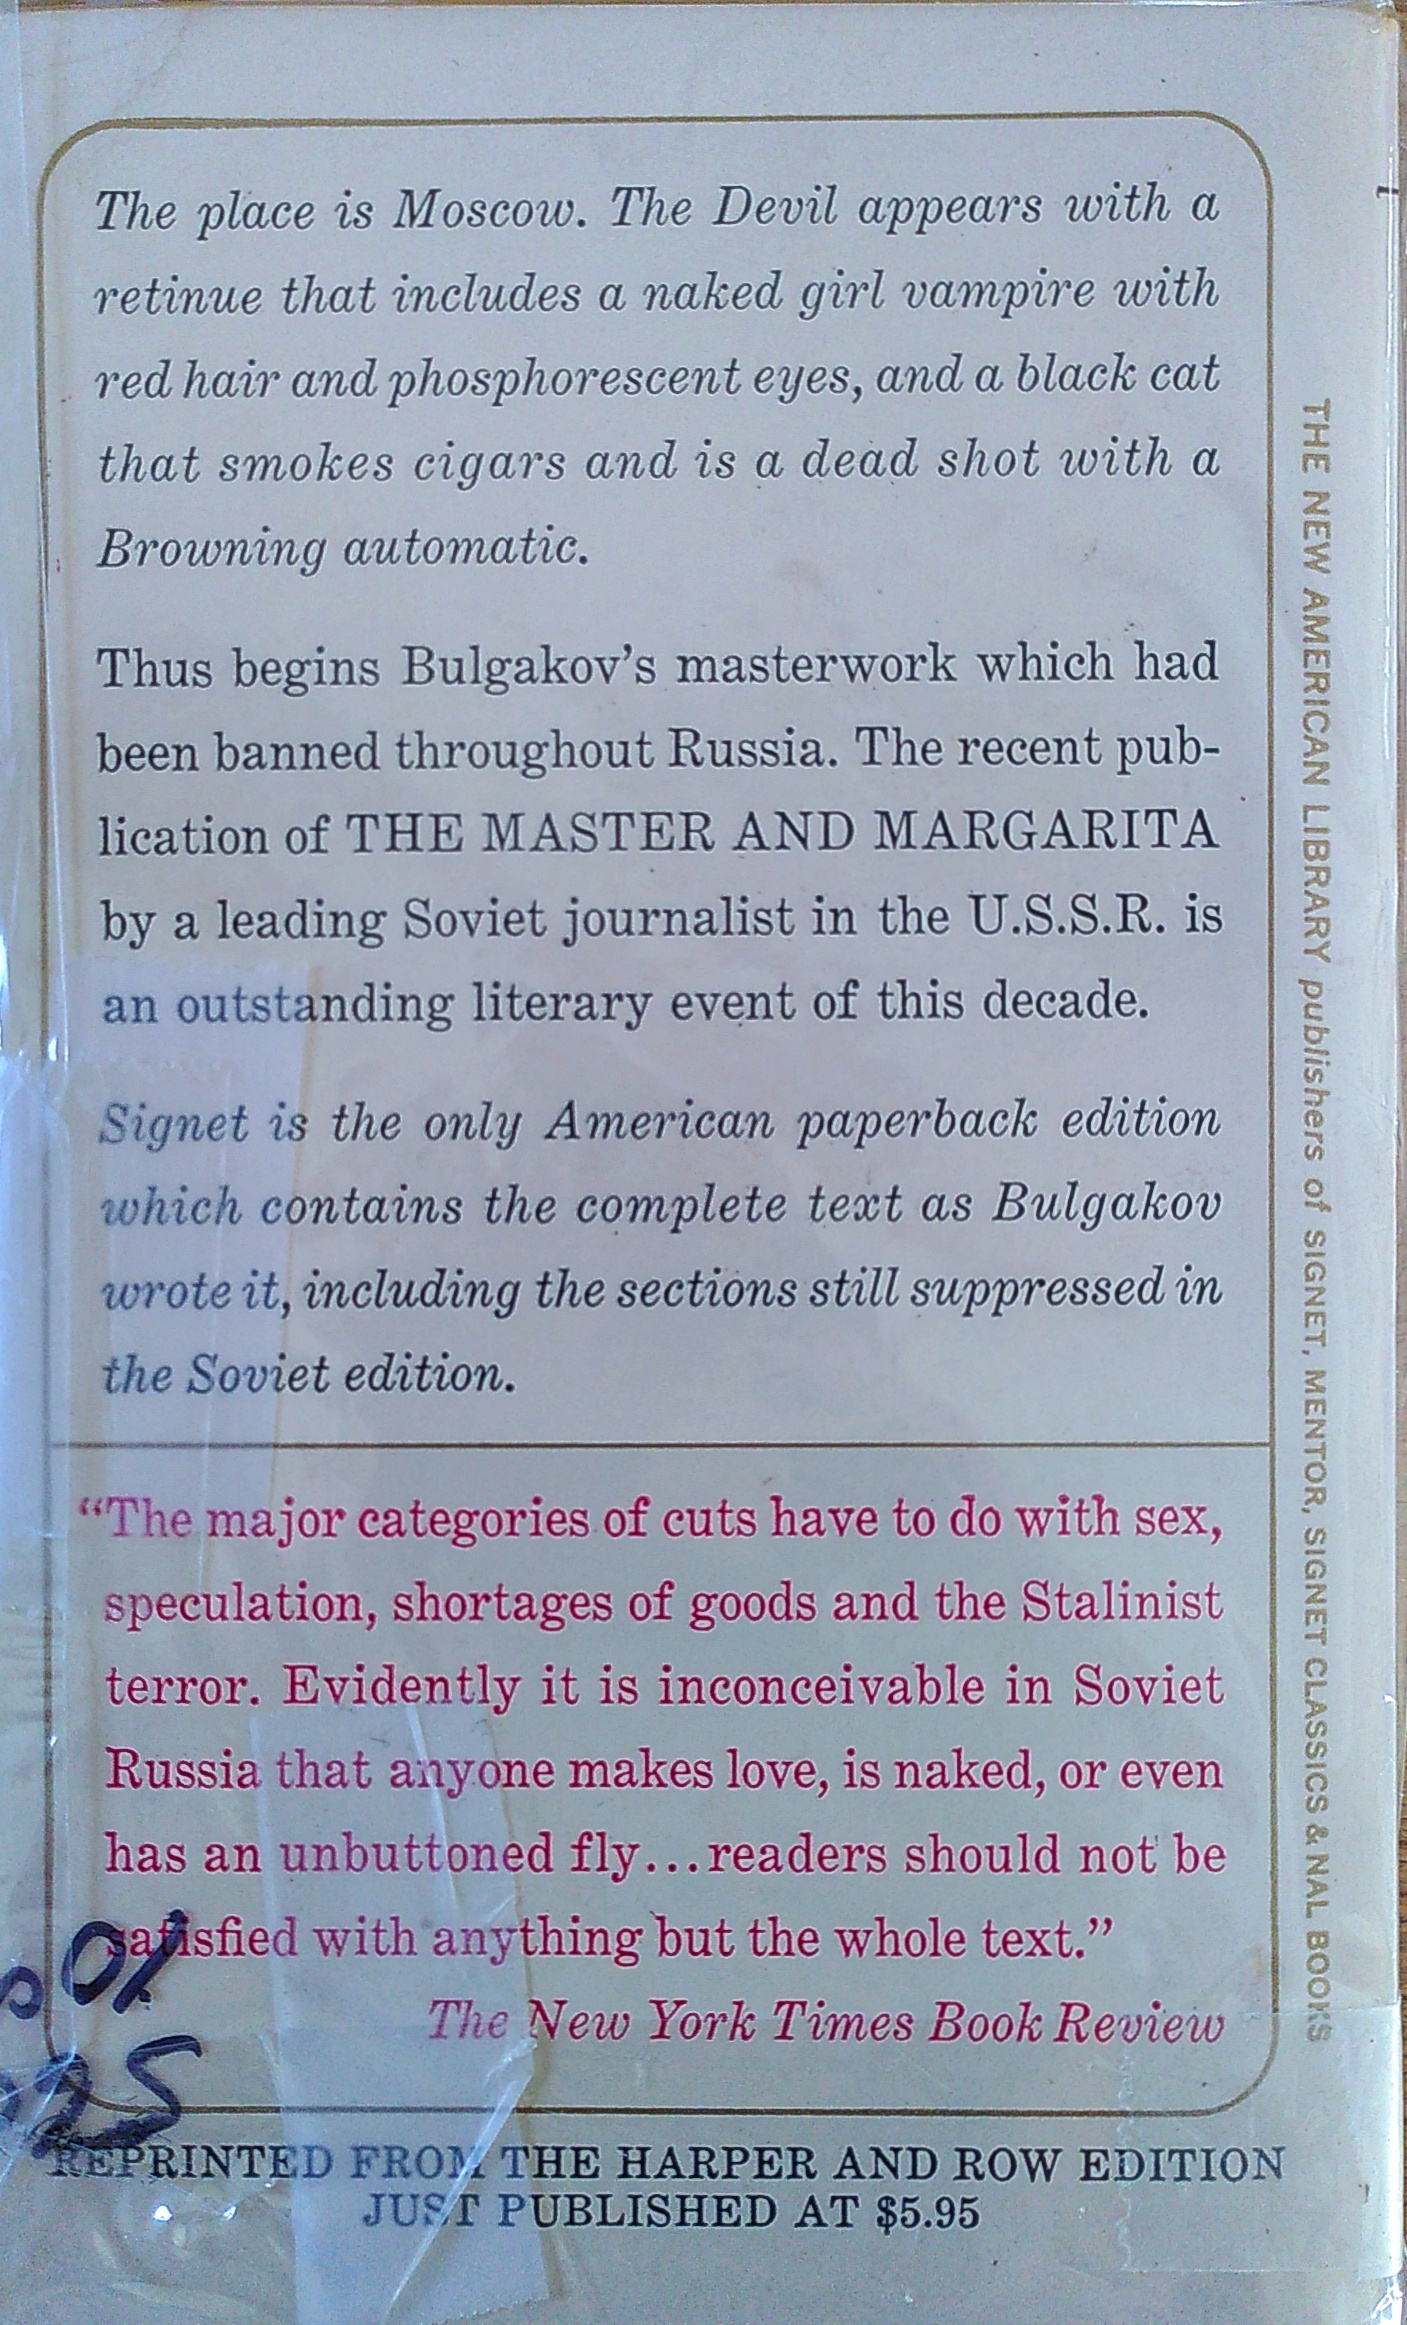 The place is Moscow. The Devil appears with a
retinue that includes a naked girl vampire with
red hair and phosphorescent eyes, and a black cat
that smokes cigars and is a dead shot with a
Browning automatic.
Thus begins Bulgakov's masterwork which had
been banned throughout Russia. The recent pub-
lication of THE MASTER AND MARGARITA
by a leading Soviet journalist in the U.S.S.R. is
an outstanding literary event of this decade.
Signet is the only American paperback edition
which contains the complete text as Bulgakov
wrote it, including the sections still suppressed in
the Soviet edition.
“The major categories of cuts have to do with sex,
speculation, shortages of goods and the Stalinist
terror. Evidently it is inconceivable in Soviet
Russia that anyone makes love, is naked, or even
has an unbuttoned fly...readers should not be
satisfied with anything but the whole text.”
The New York Times Book Review
REPRINTED FROM THE HARPER AND ROW EDITION
JUST PUBLISHED AT $5.95
THE NEW AMERICAN LIBRARY publishers of SIGNET, MENTOR, SIGNET CLASSICS & NAL BOOKS